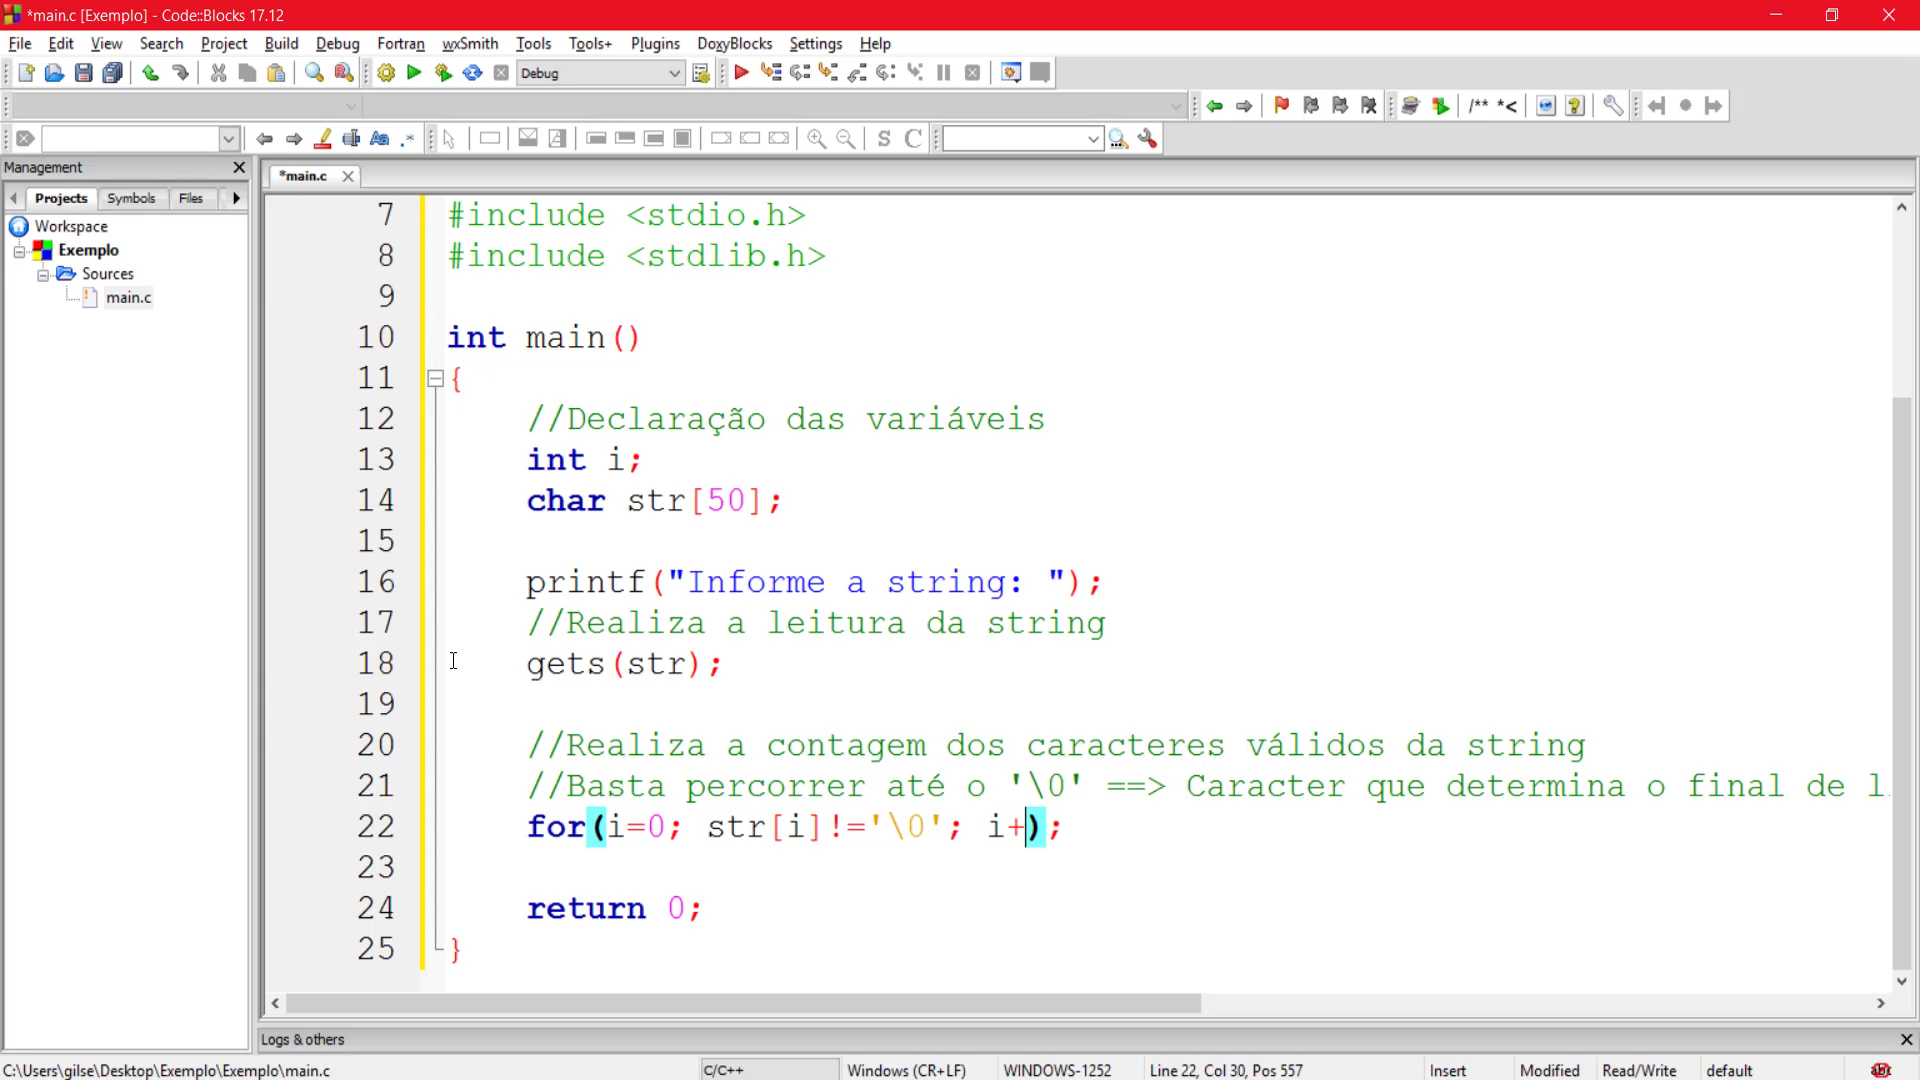 *main.c [Exemplo] - Code::Blocks 17.12
File Edit View Search Project Build Debug Fortran wxSmith Tools Tools+ Plugins DoxyBlocks Settings Help
Debug
/** *<
Aa .* S C
Management
*main.c
Projects Symbols Files
Workspace
Exemplo
Sources
main.c
7 #include <stdio.h>
8 #include <stdlib.h>
9
10 int main()
11 {
12 //Declaração das variáveis
13 int i;
14 char str[50];
15
16 printf("Informe a string: ");
17 //Realiza a leitura da string
18 gets(str);
19
20 //Realiza a contagem dos caracteres válidos da string
21 //Basta percorrer até o '\0' ==> Caracter que determina o final de l
22 for(i=0; str[i]!='\0'; i+);
23
24 return 0;
25 }
Logs & others
C:\Users\gilse\Desktop\Exemplo\Exemplo\main.c C/C++ Windows (CR+LF) WINDOWS-1252 Line 22, Col 30, Pos 557 Insert Modified Read/Write default